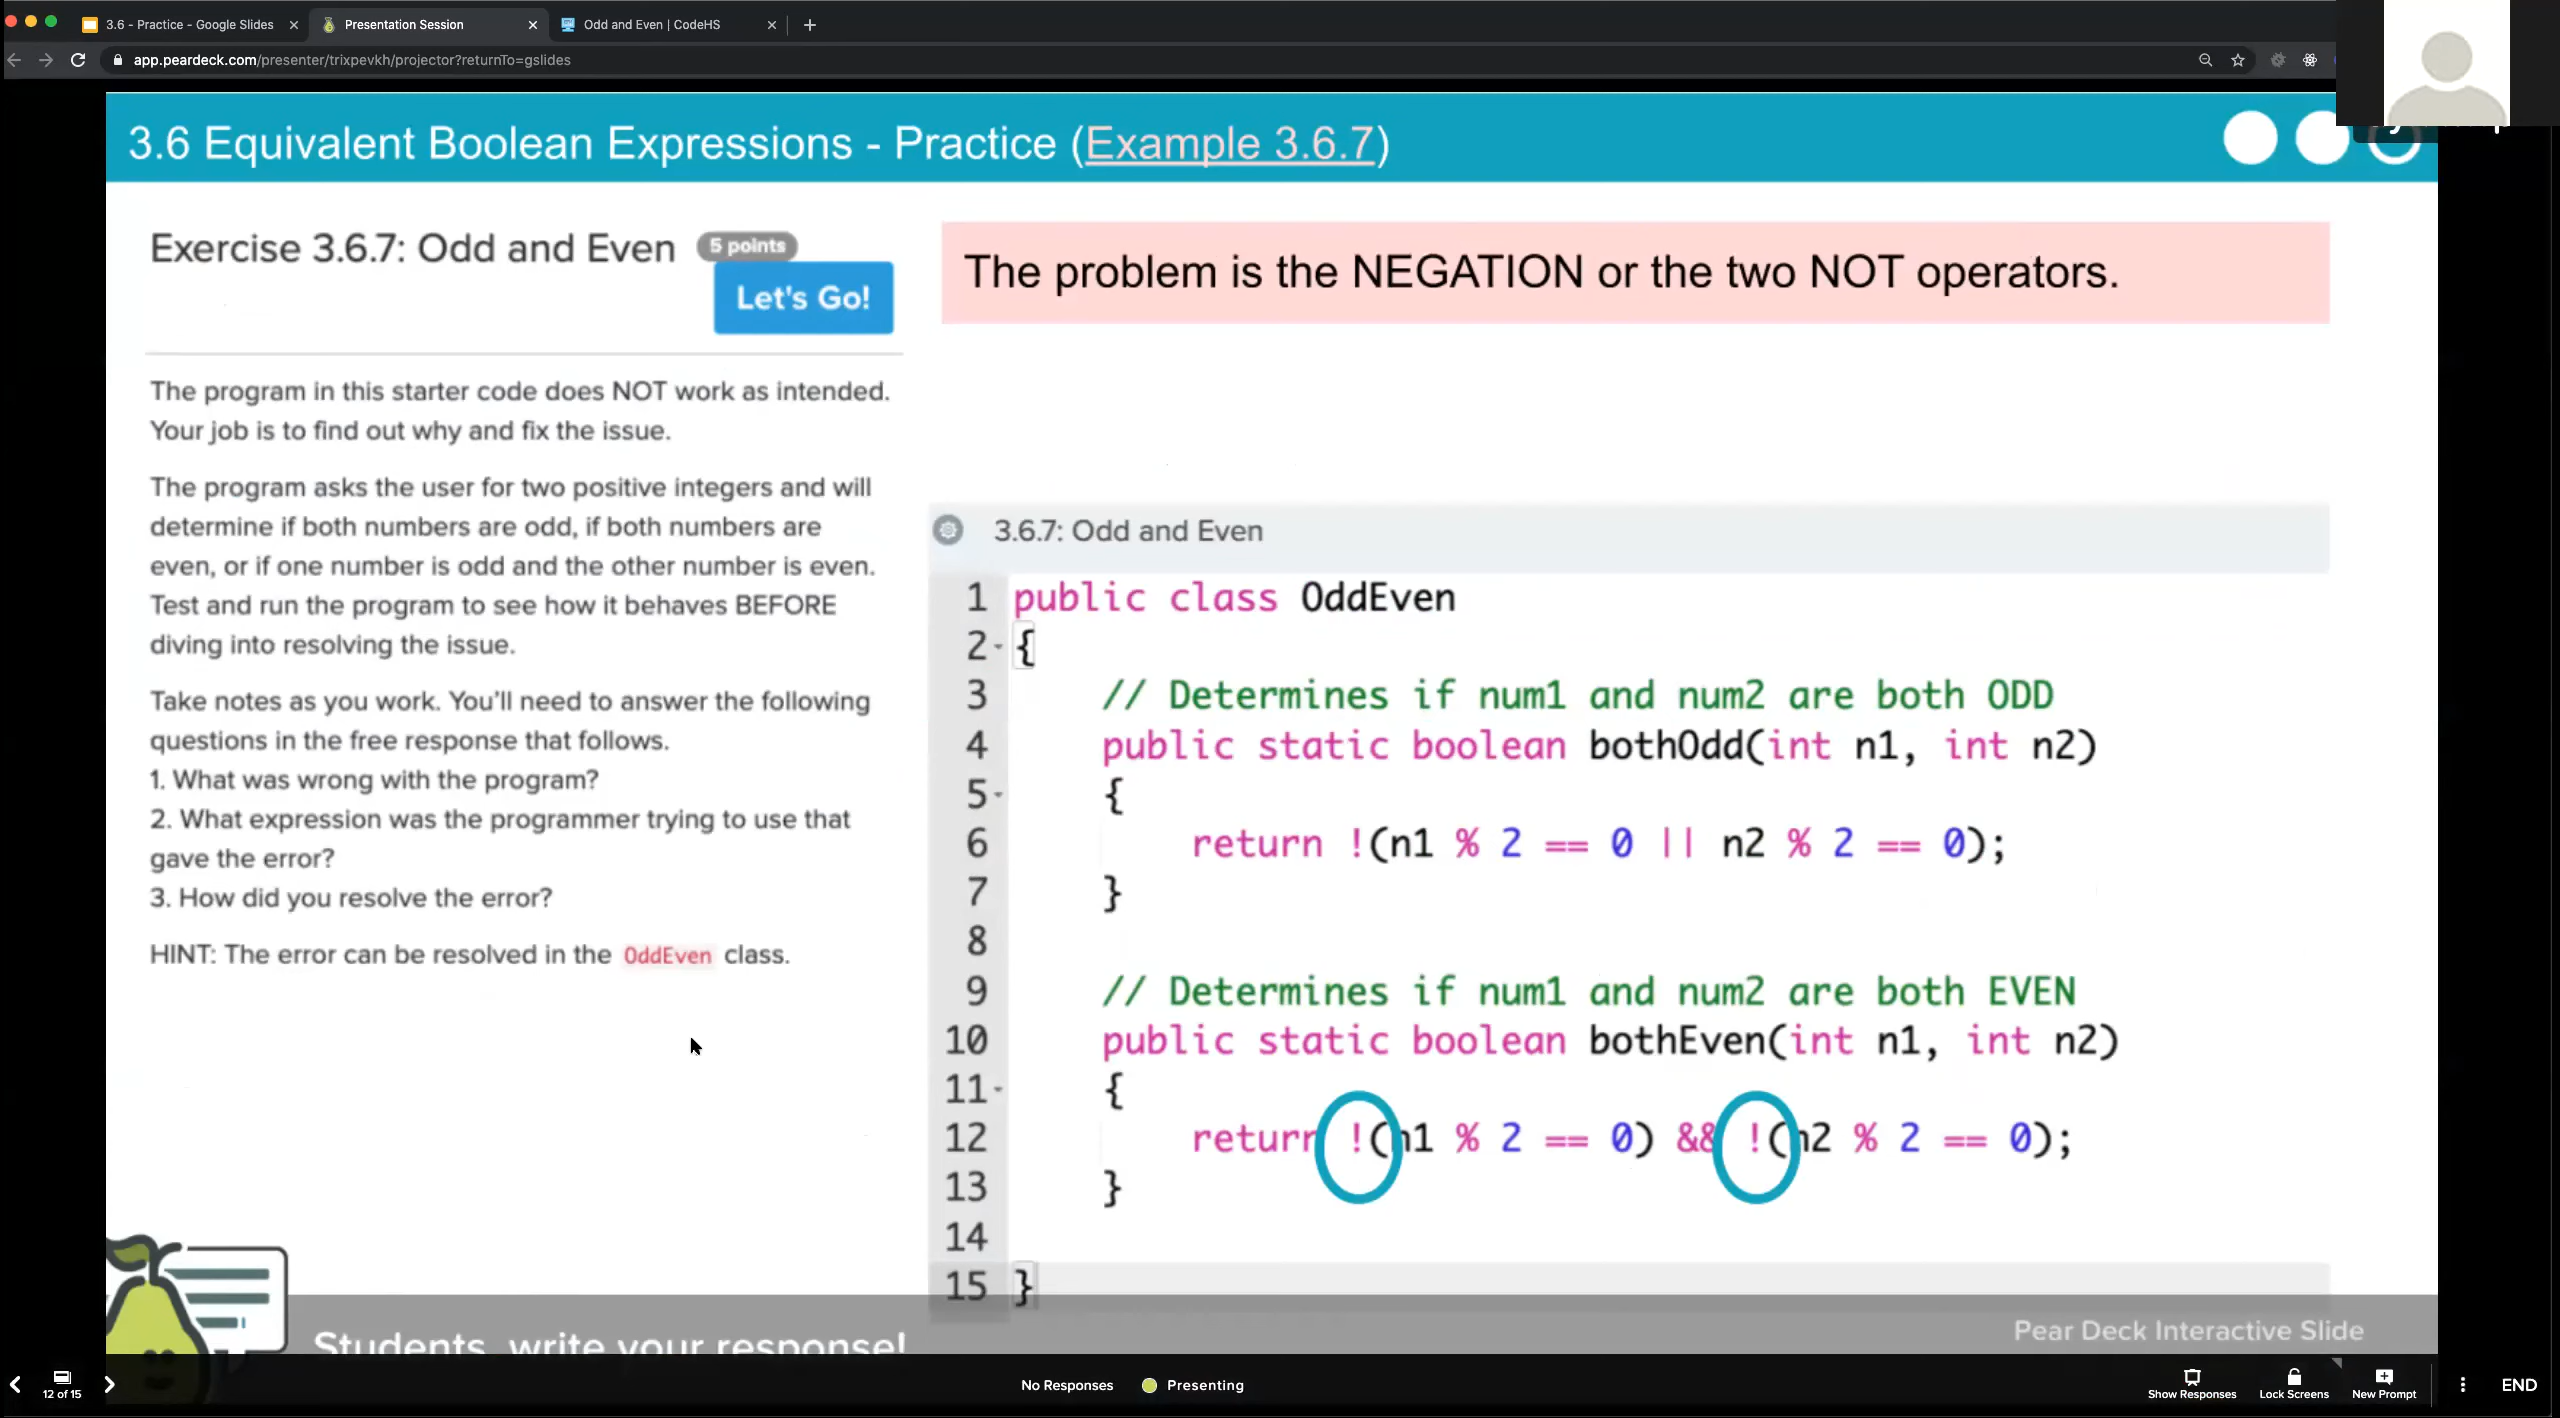 3.6 - Practice - Google Slides
Presentation Session
Odd and Even | CodeHS
app.peardeck.com/presenter/trixpevkh/projector?returnTo=gslides
3.6 Equivalent Boolean Expressions - Practice (Example 3.6.7)
Exercise 3.6.7: Odd and Even
5 points
Let's Go!
The program in this starter code does NOT work as intended.
Your job is to find out why and fix the issue.
The program asks the user for two positive integers and will
determine if both numbers are odd, if both numbers are
even, or if one number is odd and the other number is even.
Test and run the program to see how it behaves BEFORE
diving into resolving the issue.
Take notes as you work. You'll need to answer the following
questions in the free response that follows.
1. What was wrong with the program?
2. What expression was the programmer trying to use that
gave the error?
3. How did you resolve the error?
HINT: The error can be resolved in the OddEven class.
The problem is the NEGATION or the two NOT operators.
3.6.7: Odd and Even
1 public class OddEven
2 {
3 // Determines if num1 and num2 are both ODD
4 public static boolean bothOdd(int n1, int n2)
5 {
6 return !(n1 % 2 == 0 || n2 % 2 == 0);
7 }
8
9 // Determines if num1 and num2 are both EVEN
10 public static boolean bothEven(int n1, int n2)
11 {
12 return !(n1 % 2 == 0) && !(n2 % 2 == 0);
13 }
14
15 }
Students, write your response!
Pear Deck Interactive Slide
12 of 15
No Responses
Presenting
Show Responses
Lock Screens
New Prompt
END